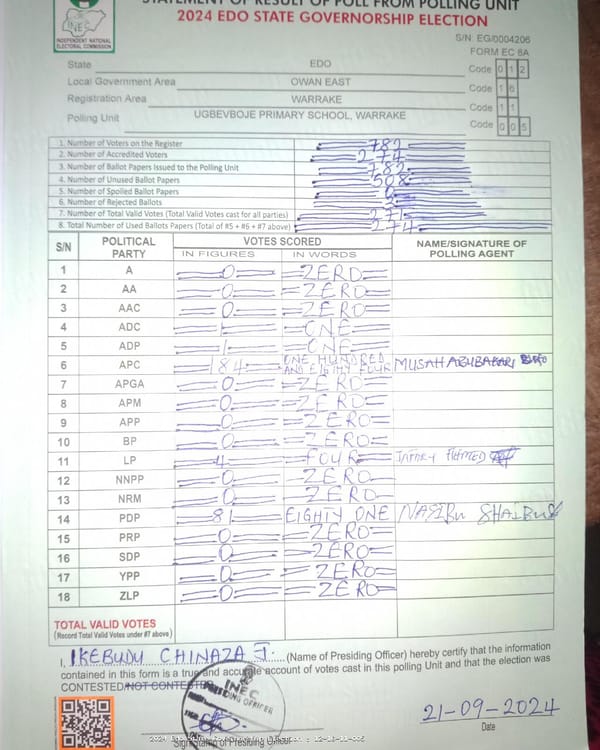 STATEMENT OF RESULT OF POLL FROM POLLING UNIT
2024 EDO STATE GOVERNORSHIP ELECTION
INEC
INDEPENDENT NATIONAL
ELECTORAL COMMISSION
S/N: EG/0004206
FORM EC 8A
State EDO Code 0 1 2
Local Government Area OWAN EAST Code 1 6
Registration Area WARRAKE Code 1 1
Polling Unit UGBEVBOJE PRIMARY SCHOOL, WARRAKE Code 0 0 5
1. Number of Voters on the Register 782
2. Number of Accredited Voters 274
3. Number of Ballot Papers Issued to the Polling Unit 782
4. Number of Unused Ballot Papers 508
5. Number of Spoiled Ballot Papers 0
6. Number of Rejected Ballots
7. Number of Total Valid Votes (Total Valid Votes cast for all parties) 271
8. Total Number of Used Ballots Papers (Total of #5 + #6 + #7 above) 274
S/N POLITICAL PARTY VOTES SCORED NAME/SIGNATURE OF POLLING AGENT
IN FIGURES IN WORDS
1 A 0 ZERO
2 AA 0 ZERO
3 AAC 0 ZERO
4 ADC 1 ONE
5 ADP 1 ONE
6 APC 184 ONE HUNDRED AND EIGHTY FOUR MUSAH ABUBAKARI
7 APGA 0 ZERO
8 APM 0 ZERO
9 APP 0 ZERO
10 BP 0 ZERO
11 LP 4 FOUR
12 NNPP 0 ZERO
13 NRM 0 ZERO
14 PDP 81 EIGHTY ONE NASIBU SHAIBU
15 PRP 0 ZERO
16 SDP 0 ZERO
17 YPP 0 ZERO
18 ZLP 0 ZERO
TOTAL VALID VOTES
(Record Total Valid Votes under #7 above)
I, IKEBUDU CHINAZA J. (Name of Presiding Officer) hereby certify that the information
contained in this form is a true and accurate account of votes cast in this polling Unit and that the election was
CONTESTED/NOT CONTESTED
INEC
PRESIDING OFFICER
21-09-2024
Date
Signature of Presiding Officer